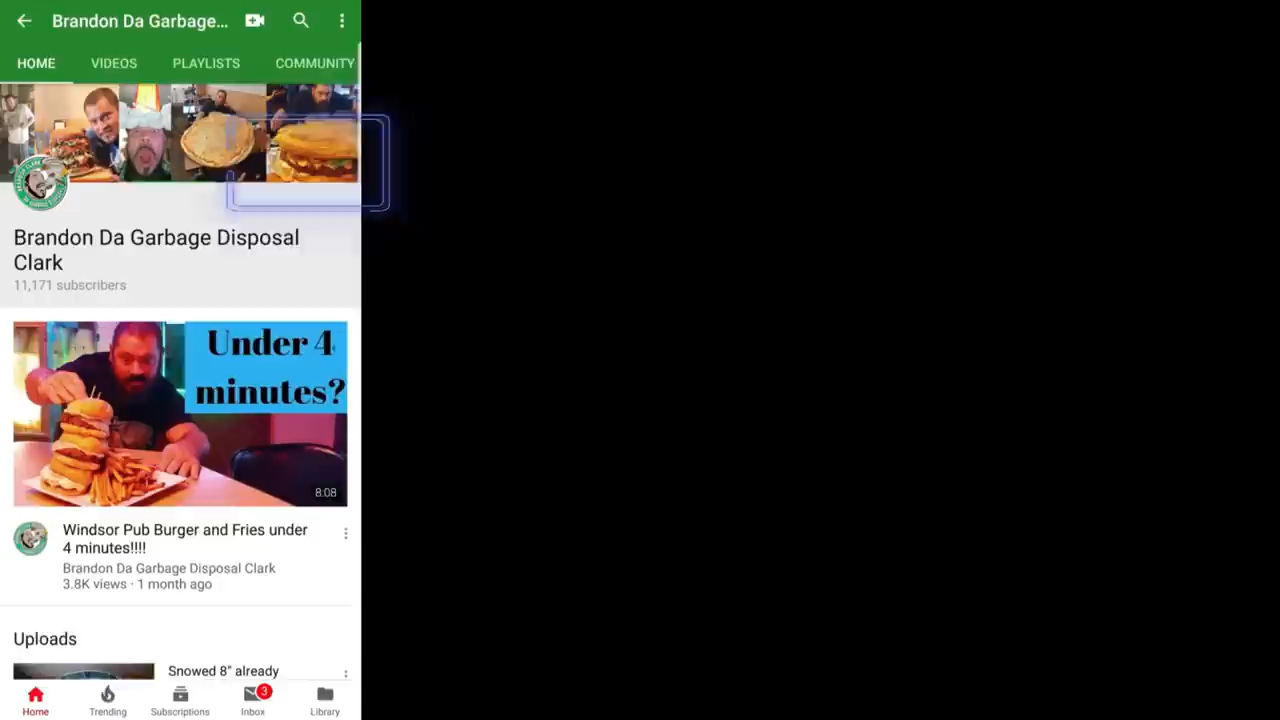 Brandon Da Garbage...
HOME VIDEOS PLAYLISTS COMMUNITY
Brandon Da Garbage Disposal
Clark
11,171 subscribers
Under 4
minutes?
8:08
Windsor Pub Burger and Fries under
4 minutes!!!!
Brandon Da Garbage Disposal Clark
3.8K views · 1 month ago
Uploads
Snowed 8" already
3
Home Trending Subscriptions Inbox Library